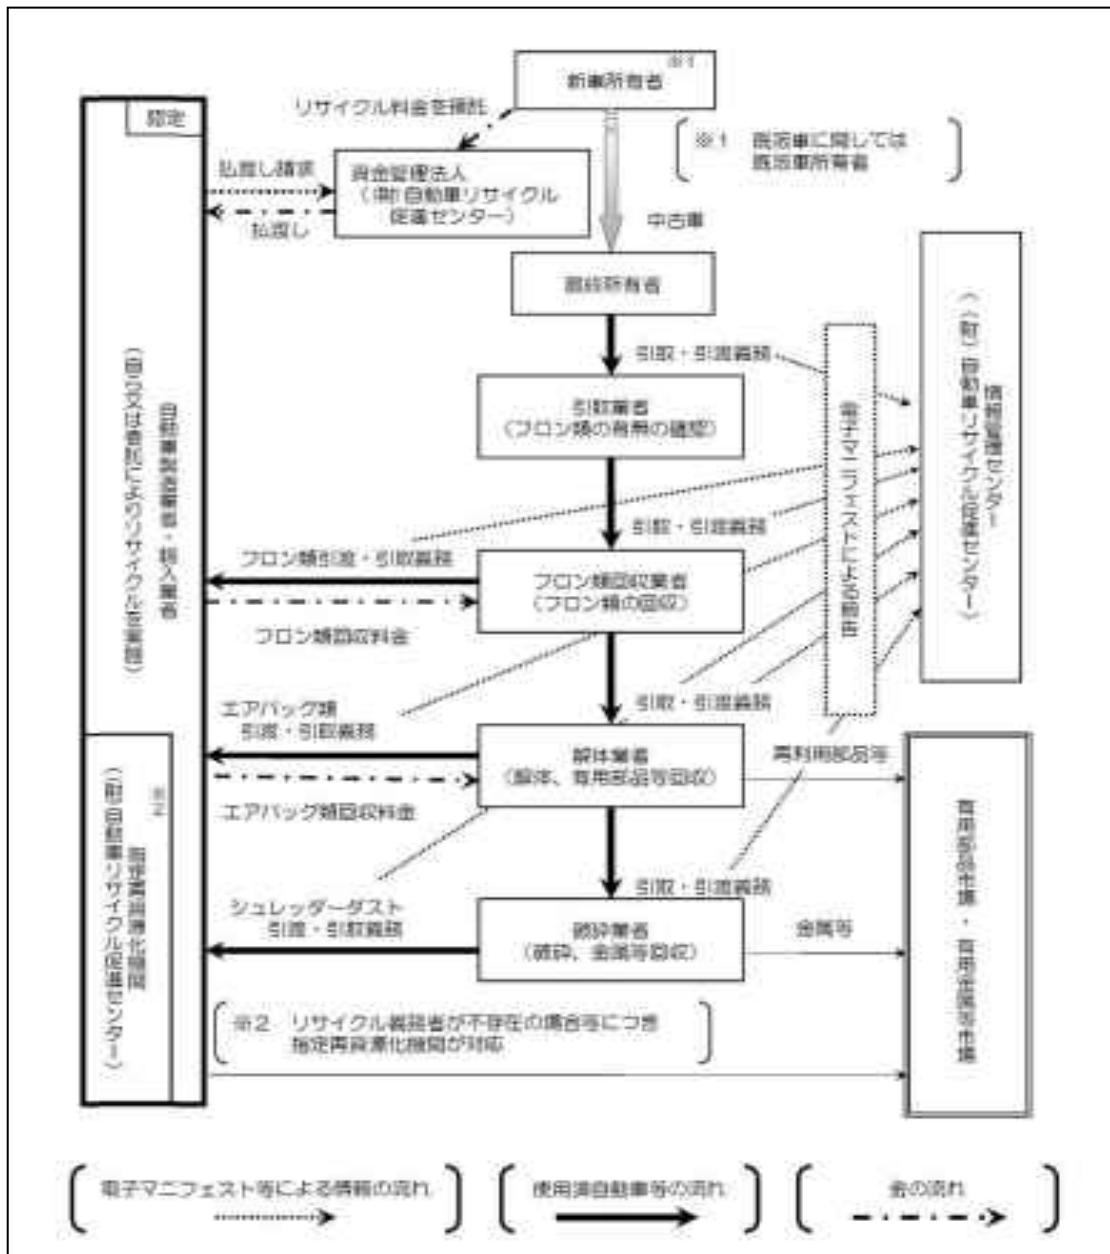 新車所有者
※1
リサイクル料金を預託
認定
※1 既販車に関しては
既販車所有者
払渡し請求
資金管理法人
((財)自動車リサイクル
促進センター)
払渡し
中古車
最終所有者
引取・引渡義務
引取業者
(フロン類の有無の確認)
電子マニフェストによる報告
情報管理センター
((財)自動車リサイクル促進センター)
自動車製造業者・輸入業者
(自ら又は委託によりリサイクルを実施)
引取・引渡義務
フロン類引渡・引取義務
フロン類回収業者
(フロン類の回収)
フロン類回収料金
エアバッグ類
引渡・引取義務
引取・引渡義務
解体業者
(解体、有用部品等回収)
再利用部品等
エアバッグ類回収料金
※2
指定再資源化機関
((財)自動車リサイクル促進センター)
有用部品市場・有用金属等市場
引取・引渡義務
シュレッダーダスト
引渡・引取義務
破砕業者
(破砕、金属等回収)
金属等
※2 リサイクル義務者が不存在の場合等につき
指定再資源化機関が対応
電子マニフェスト等による情報の流れ
使用済自動車等の流れ
金の流れ